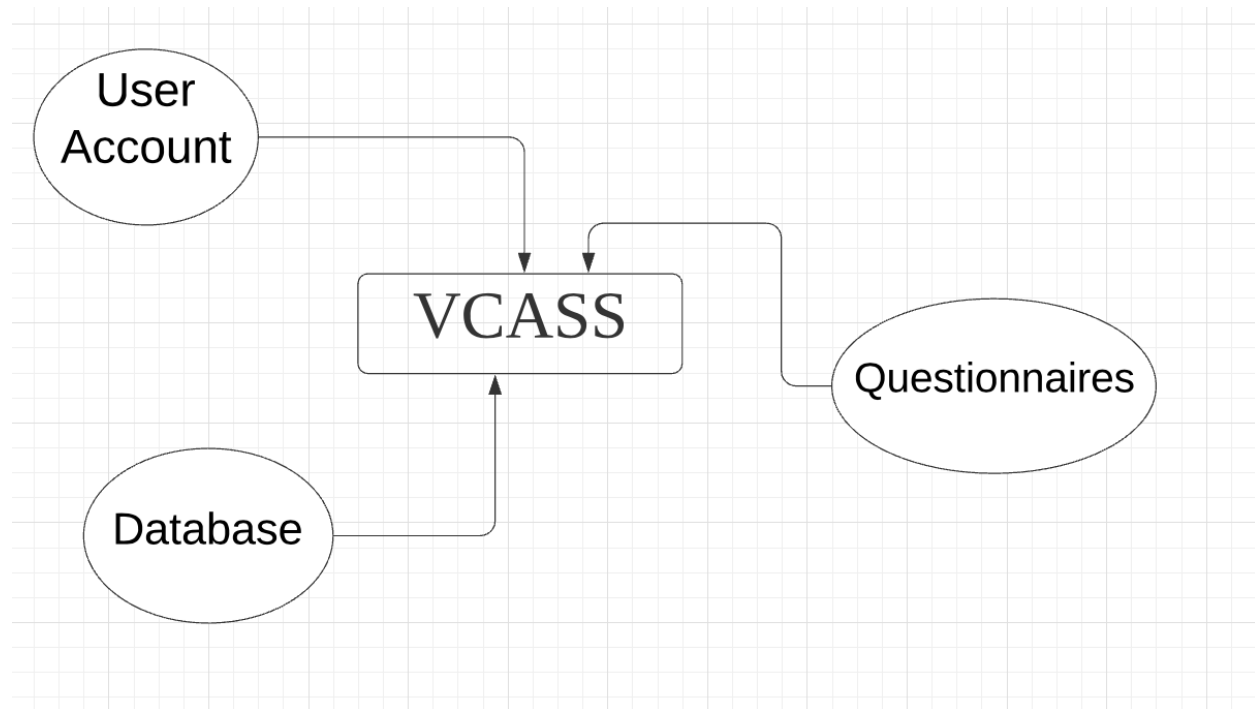 User
Account
VCASS
Questionnaires
Database